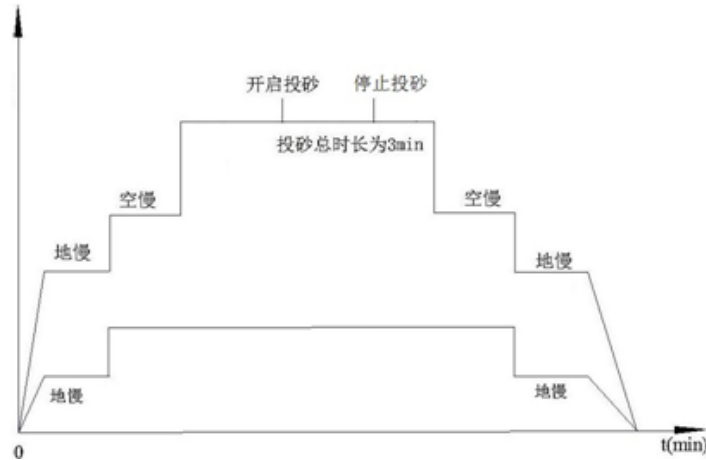 开启投砂 停止投砂
投砂总时长为3min
空慢 空慢
地慢 地慢
地慢 地慢
0 t(min)